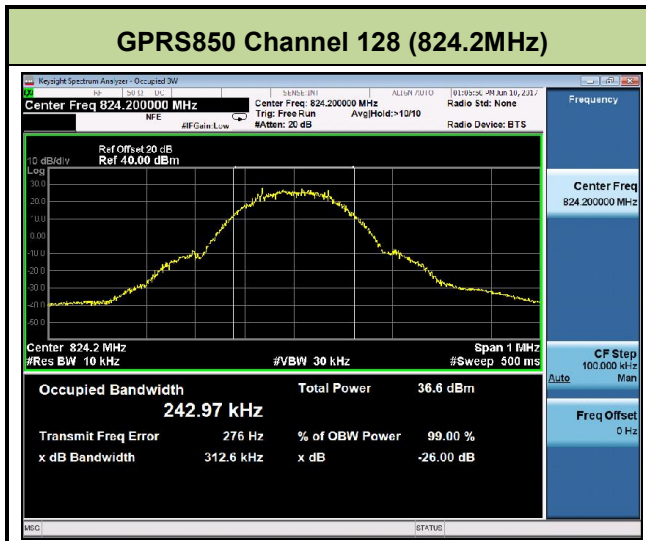 GPRS850 Channel 128 (824.2MHz)
Keysight Spectrum Analyzer - Occupied BW
RF 50 Ω DC SENSE:INT ALIGN AUTO 01:05:50 PM Jun 10, 2017
Center Freq 824.200000 MHz Center Freq: 824.200000 MHz Radio Std: None
NFE Trig: Free Run Avg|Hold:>10/10
#IFGain:Low #Atten: 20 dB Radio Device: BTS
Ref Offset 20 dB
10 dB/div Ref 40.00 dBm
Log
30.0
20.0
10.0
0.00
-10.0
-20.0
-30.0
-40.0
-50.0
Center 824.2 MHz Span 1 MHz
#Res BW 10 kHz #VBW 30 kHz #Sweep 500 ms
Occupied Bandwidth Total Power 36.6 dBm
242.97 kHz
Transmit Freq Error 276 Hz % of OBW Power 99.00 %
x dB Bandwidth 312.6 kHz x dB -26.00 dB
Frequency
Center Freq
824.200000 MHz
CF Step
100.000 kHz
Auto Man
Freq Offset
0 Hz
MSG STATUS